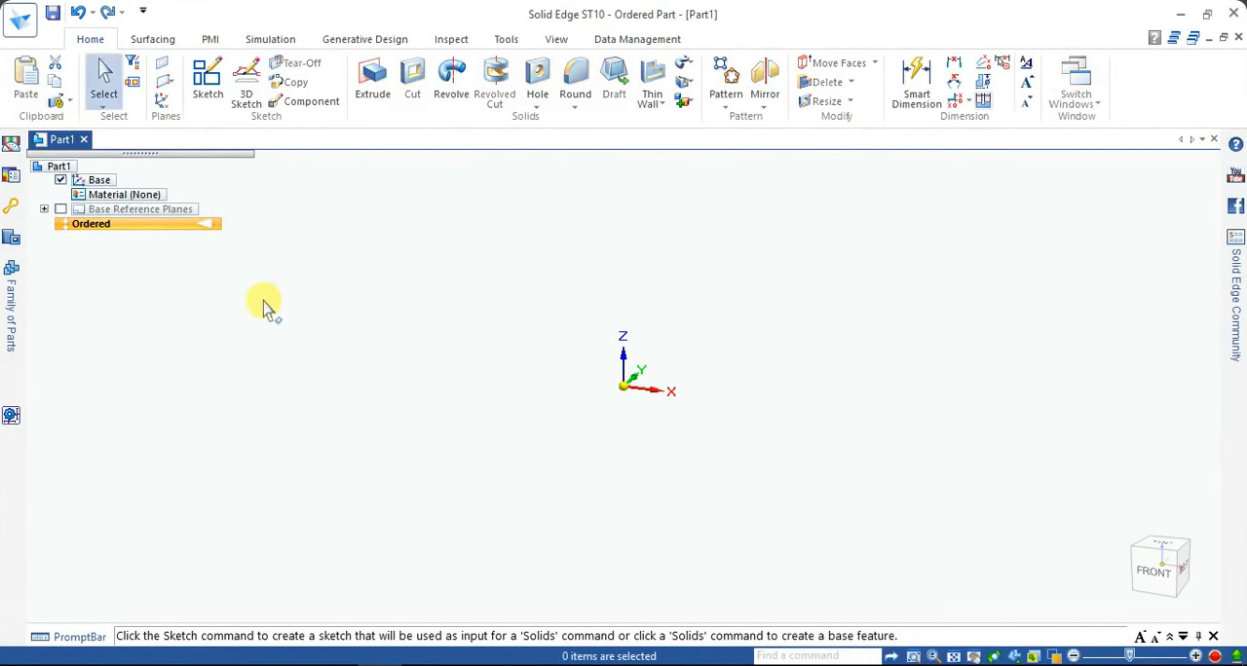 Solid Edge ST10 - Ordered Part - [Part1]
Home Surfacing PMI Simulation Generative Design Inspect Tools View Data Management
Paste
Clipboard
Select
Select
Planes
Sketch
3D Sketch
Tear-Off
Copy
Component
Sketch
Extrude
Cut
Revolve
Revolved Cut
Hole
Round
Draft
Thin Wall
Solids
Pattern
Mirror
Pattern
Move Faces
Delete
Resize
Modify
Smart Dimension
Dimension
Switch Windows
Window
Part1
Part1
Base
Material (None)
Base Reference Planes
Ordered
Family of Parts
Solid Edge Community
You Tube
Z
Y
X
FRONT
PromptBar
Click the Sketch command to create a sketch that will be used as input for a 'Solids' command or click a 'Solids' command to create a base feature.
0 items are selected
Find a command